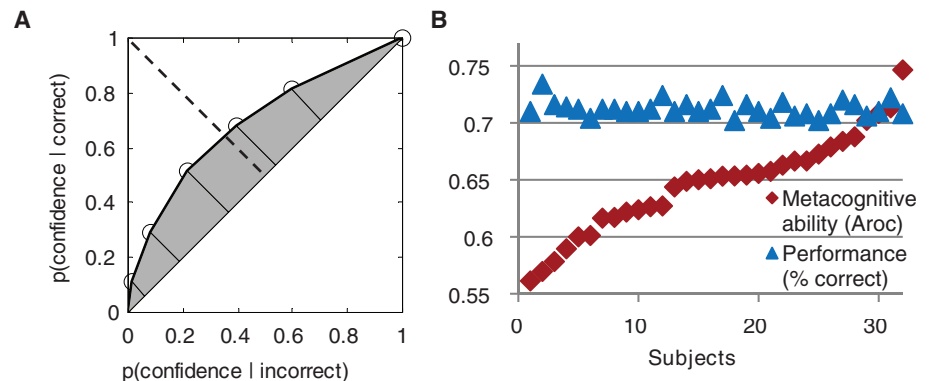 A
p(confidence | correct)
1
0.8
0.6
0.4
0.2
0
0 0.2 0.4 0.6 0.8 1
p(confidence | incorrect)
B
0.75
0.7
0.65
0.6
0.55
Metacognitive
ability (Aroc)
Performance
(% correct)
0 10 20 30
Subjects